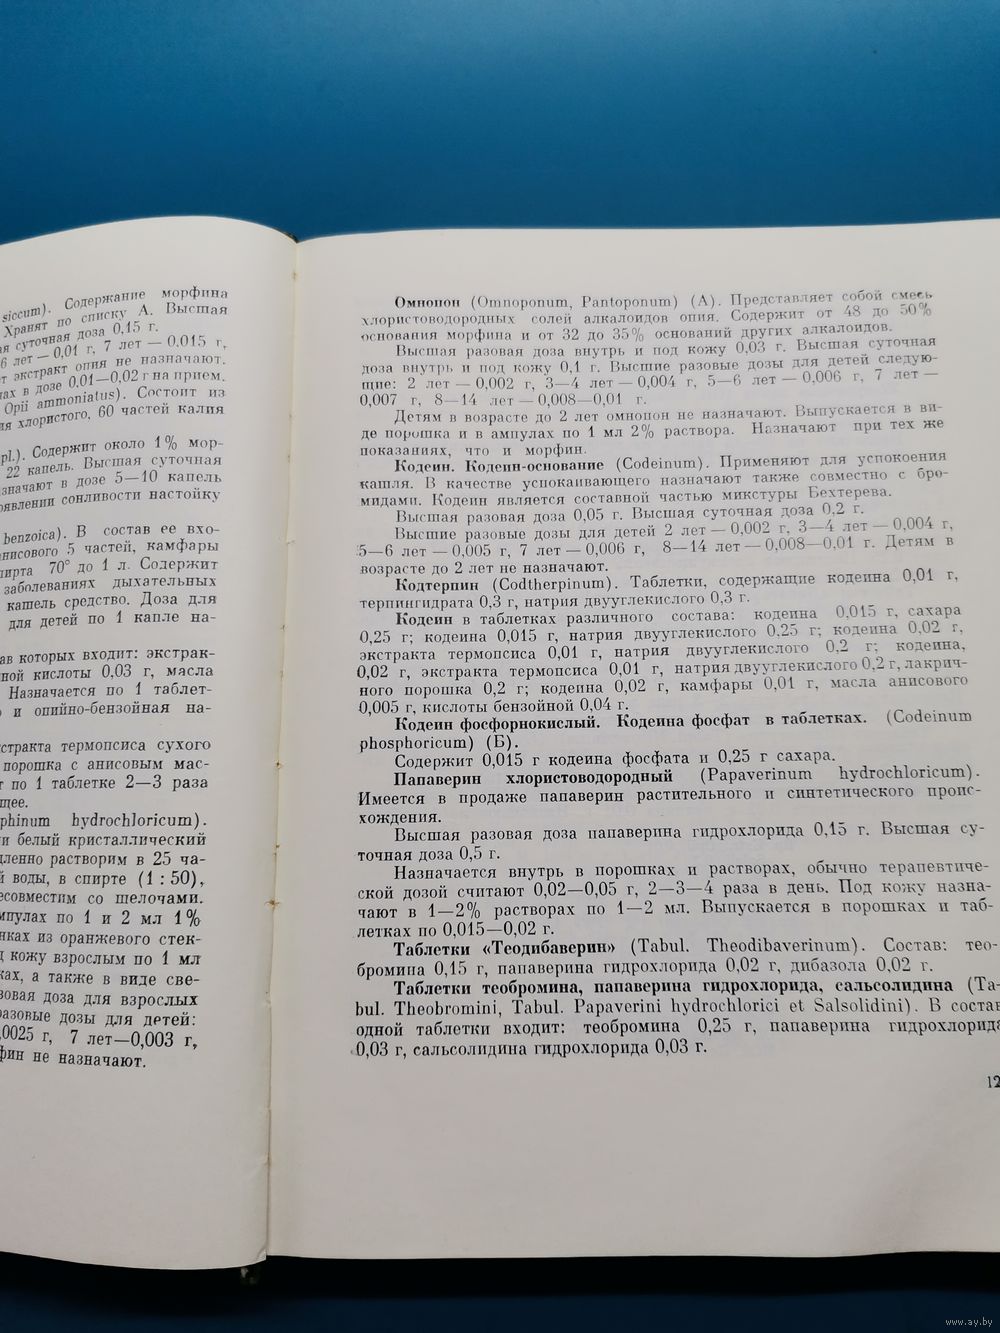 siccum). Содержание морфина
Хранят по списку А. Высшая
я суточная доза 0,15 г.
6 лет — 0,01 г, 7 лет — 0,015 г,
т экстракт опия не назначают.
ах в дозе 0,01—0,02 г на прием.
Opii ammoniatus). Состоит из
я хлористого, 60 частей калия
pl.). Содержит около 1% мор-
22 капель. Высшая суточная
значают в дозе 5—10 капель
оявлении сонливости настойку
benzoica). В состав ее вхо-
нисового 5 частей, камфары
пирта 70° до 1 л. Содержит
заболеваниях дыхательных
кашель средство. Доза для
для детей по 1 капле на-
ав которых входит: экстрак-
ной кислоты 0,03 г, масла
Назначается по 1 таблет-
и опийно-бензойная на-
стракта термопсиса сухого
порошка с анисовым мас-
т по 1 таблетке 2—3 раза
щее.
phinum hydrochloricum).
и белый кристаллический
дленно растворим в 25 ча-
й воды, в спирте (1 : 50),
есовместим со щелочами.
мпулах по 1 и 2 мл 1%
нках из оранжевого стек-
д кожу взрослым по 1 мл
ках, а также в виде све-
зовая доза для взрослых
разовые дозы для детей:
,0025 г, 7 лет—0,003 г,
фин не назначают.
Омнопон (Omnoponum, Pantoponum) (А). Представляет собой смесь
хлористоводородных солей алкалоидов опия. Содержит от 48 до 50%
основания морфина и от 32 до 35% оснований других алкалоидов.
Высшая разовая доза внутрь и под кожу 0,03 г. Высшая суточная
доза внутрь и под кожу 0,1 г. Высшие разовые дозы для детей следую-
щие: 2 лет — 0,002 г, 3—4 лет — 0,004 г, 5—6 лет — 0,006 г, 7 лет —
0,007 г, 8—14 лет — 0,008—0,01 г.
Детям в возрасте до 2 лет омнопон не назначают. Выпускается в ви-
де порошка и в ампулах по 1 мл 2% раствора. Назначают при тех же
показаниях, что и морфин.
Кодеин. Кодеин-основание (Codeinum). Применяют для успокоения
кашля. В качестве успокаивающего назначают также совместно с бро-
мидами. Кодеин является составной частью микстуры Бехтерева.
Высшая разовая доза 0,05 г. Высшая суточная доза 0,2 г.
Высшие разовые дозы для детей 2 лет — 0,002 г, 3—4 лет — 0,004 г,
5—6 лет — 0,005 г, 7 лет — 0,006 г, 8—14 лет — 0,008—0,01 г. Детям в
возрасте до 2 лет не назначают.
Кодтерпин (Codtherpinum). Таблетки, содержащие кодеина 0,01 г,
терпингидрата 0,3 г, натрия двууглекислого 0,3 г.
Кодеин в таблетках различного состава: кодеина 0,015 г, сахара
0,25 г; кодеина 0,015 г, натрия двууглекислого 0,25 г; кодеина 0,02 г,
экстракта термопсиса 0,01 г, натрия двууглекислого 0,2 г; кодеина,
0,02 г, экстракта термопсиса 0,01 г, натрия двууглекислого 0,2 г, лакрич-
ного порошка 0,2 г; кодеина 0,02 г, камфары 0,01 г, масла анисового
0,005 г, кислоты бензойной 0,04 г.
Кодеин фосфорнокислый. Кодеина фосфат в таблетках. (Codeinum
phosphoricum) (Б).
Содержит 0,015 г кодеина фосфата и 0,25 г сахара.
Папаверин хлористоводородный (Papaverinum hydrochloricum).
Имеется в продаже папаверин растительного и синтетического проис-
хождения.
Высшая разовая доза папаверина гидрохлорида 0,15 г. Высшая су-
точная доза 0,5 г.
Назначается внутрь в порошках и растворах, обычно терапевтиче-
ской дозой считают 0,02—0,05 г, 2—3—4 раза в день. Под кожу назна-
чают в 1—2% растворах по 1—2 мл. Выпускается в порошках и таб-
летках по 0,015—0,02 г.
Таблетки «Теодибаверин» (Tabul. Theodibaverinum). Состав: тео-
бромина 0,15 г, папаверина гидрохлорида 0,02 г, дибазола 0,02 г.
Таблетки теобромина, папаверина гидрохлорида, сальсолидина (Ta-
bul. Theobromini, Tabul. Papaverini hydrochlorici et Salsolidini). В состав
одной таблетки входит: теобромина 0,25 г, папаверина гидрохлорида
0,03 г, сальсолидина гидрохлорида 0,03 г.
12
www.ay.by